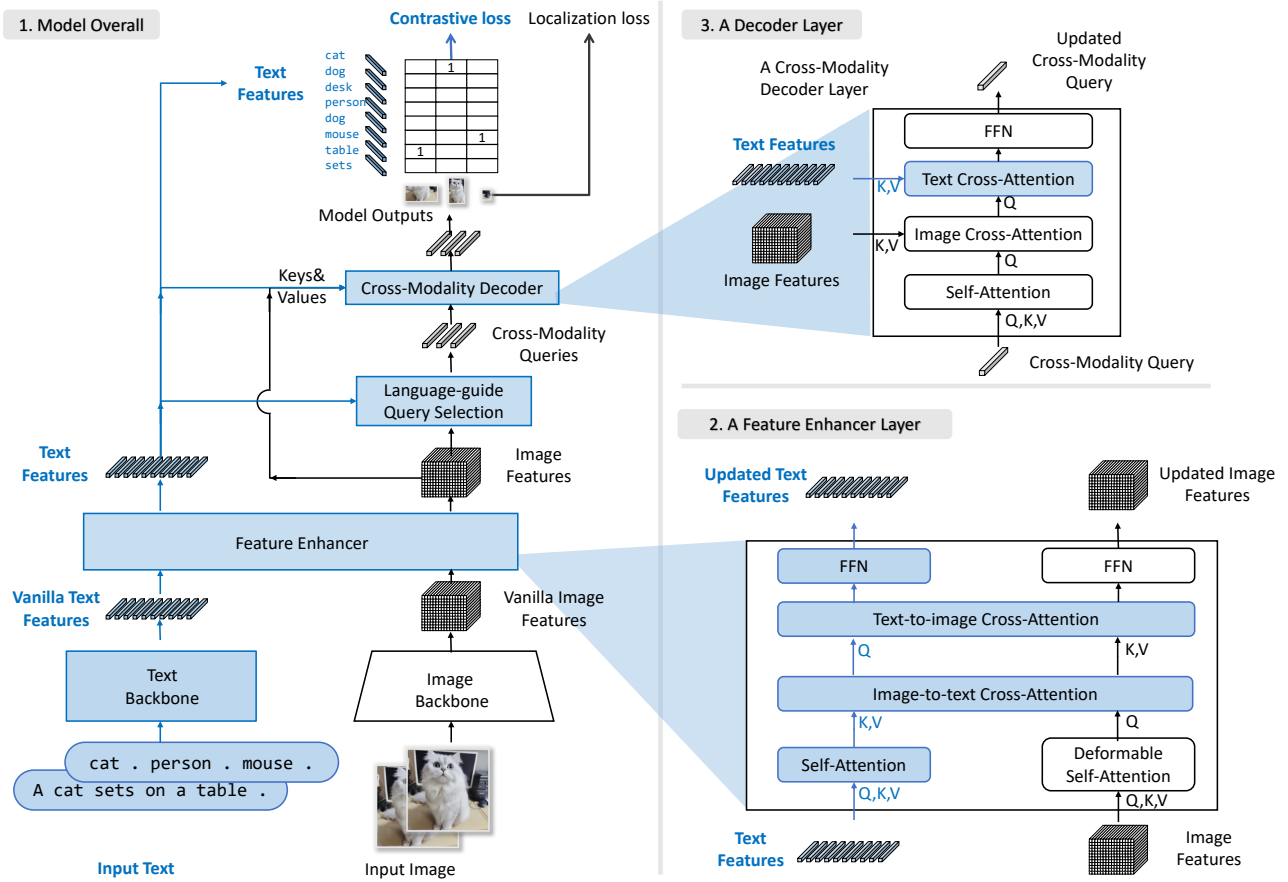 1. Model Overall
Contrastive loss
Localization loss
Text
Features
cat
dog
desk
person
dog
mouse
table
sets
1
1
1
Model Outputs
Keys&
Values
Cross-Modality Decoder
Cross-Modality
Queries
Language-guide
Query Selection
Text
Features
Image
Features
Feature Enhancer
Vanilla Text
Features
Vanilla Image
Features
Text
Backbone
Image
Backbone
cat . person . mouse .
A cat sets on a table .
Input Text
Input Image
3. A Decoder Layer
A Cross-Modality
Decoder Layer
Updated
Cross-Modality
Query
FFN
Text Features
K,V
Text Cross-Attention
Q
Image Features
K,V
Image Cross-Attention
Q
Self-Attention
Q,K,V
Cross-Modality Query
2. A Feature Enhancer Layer
Updated Text
Features
Updated Image
Features
FFN
FFN
Text-to-image Cross-Attention
Q
K,V
Image-to-text Cross-Attention
K,V
Q
Self-Attention
Deformable
Self-Attention
Q,K,V
Q,K,V
Text
Features
Image
Features